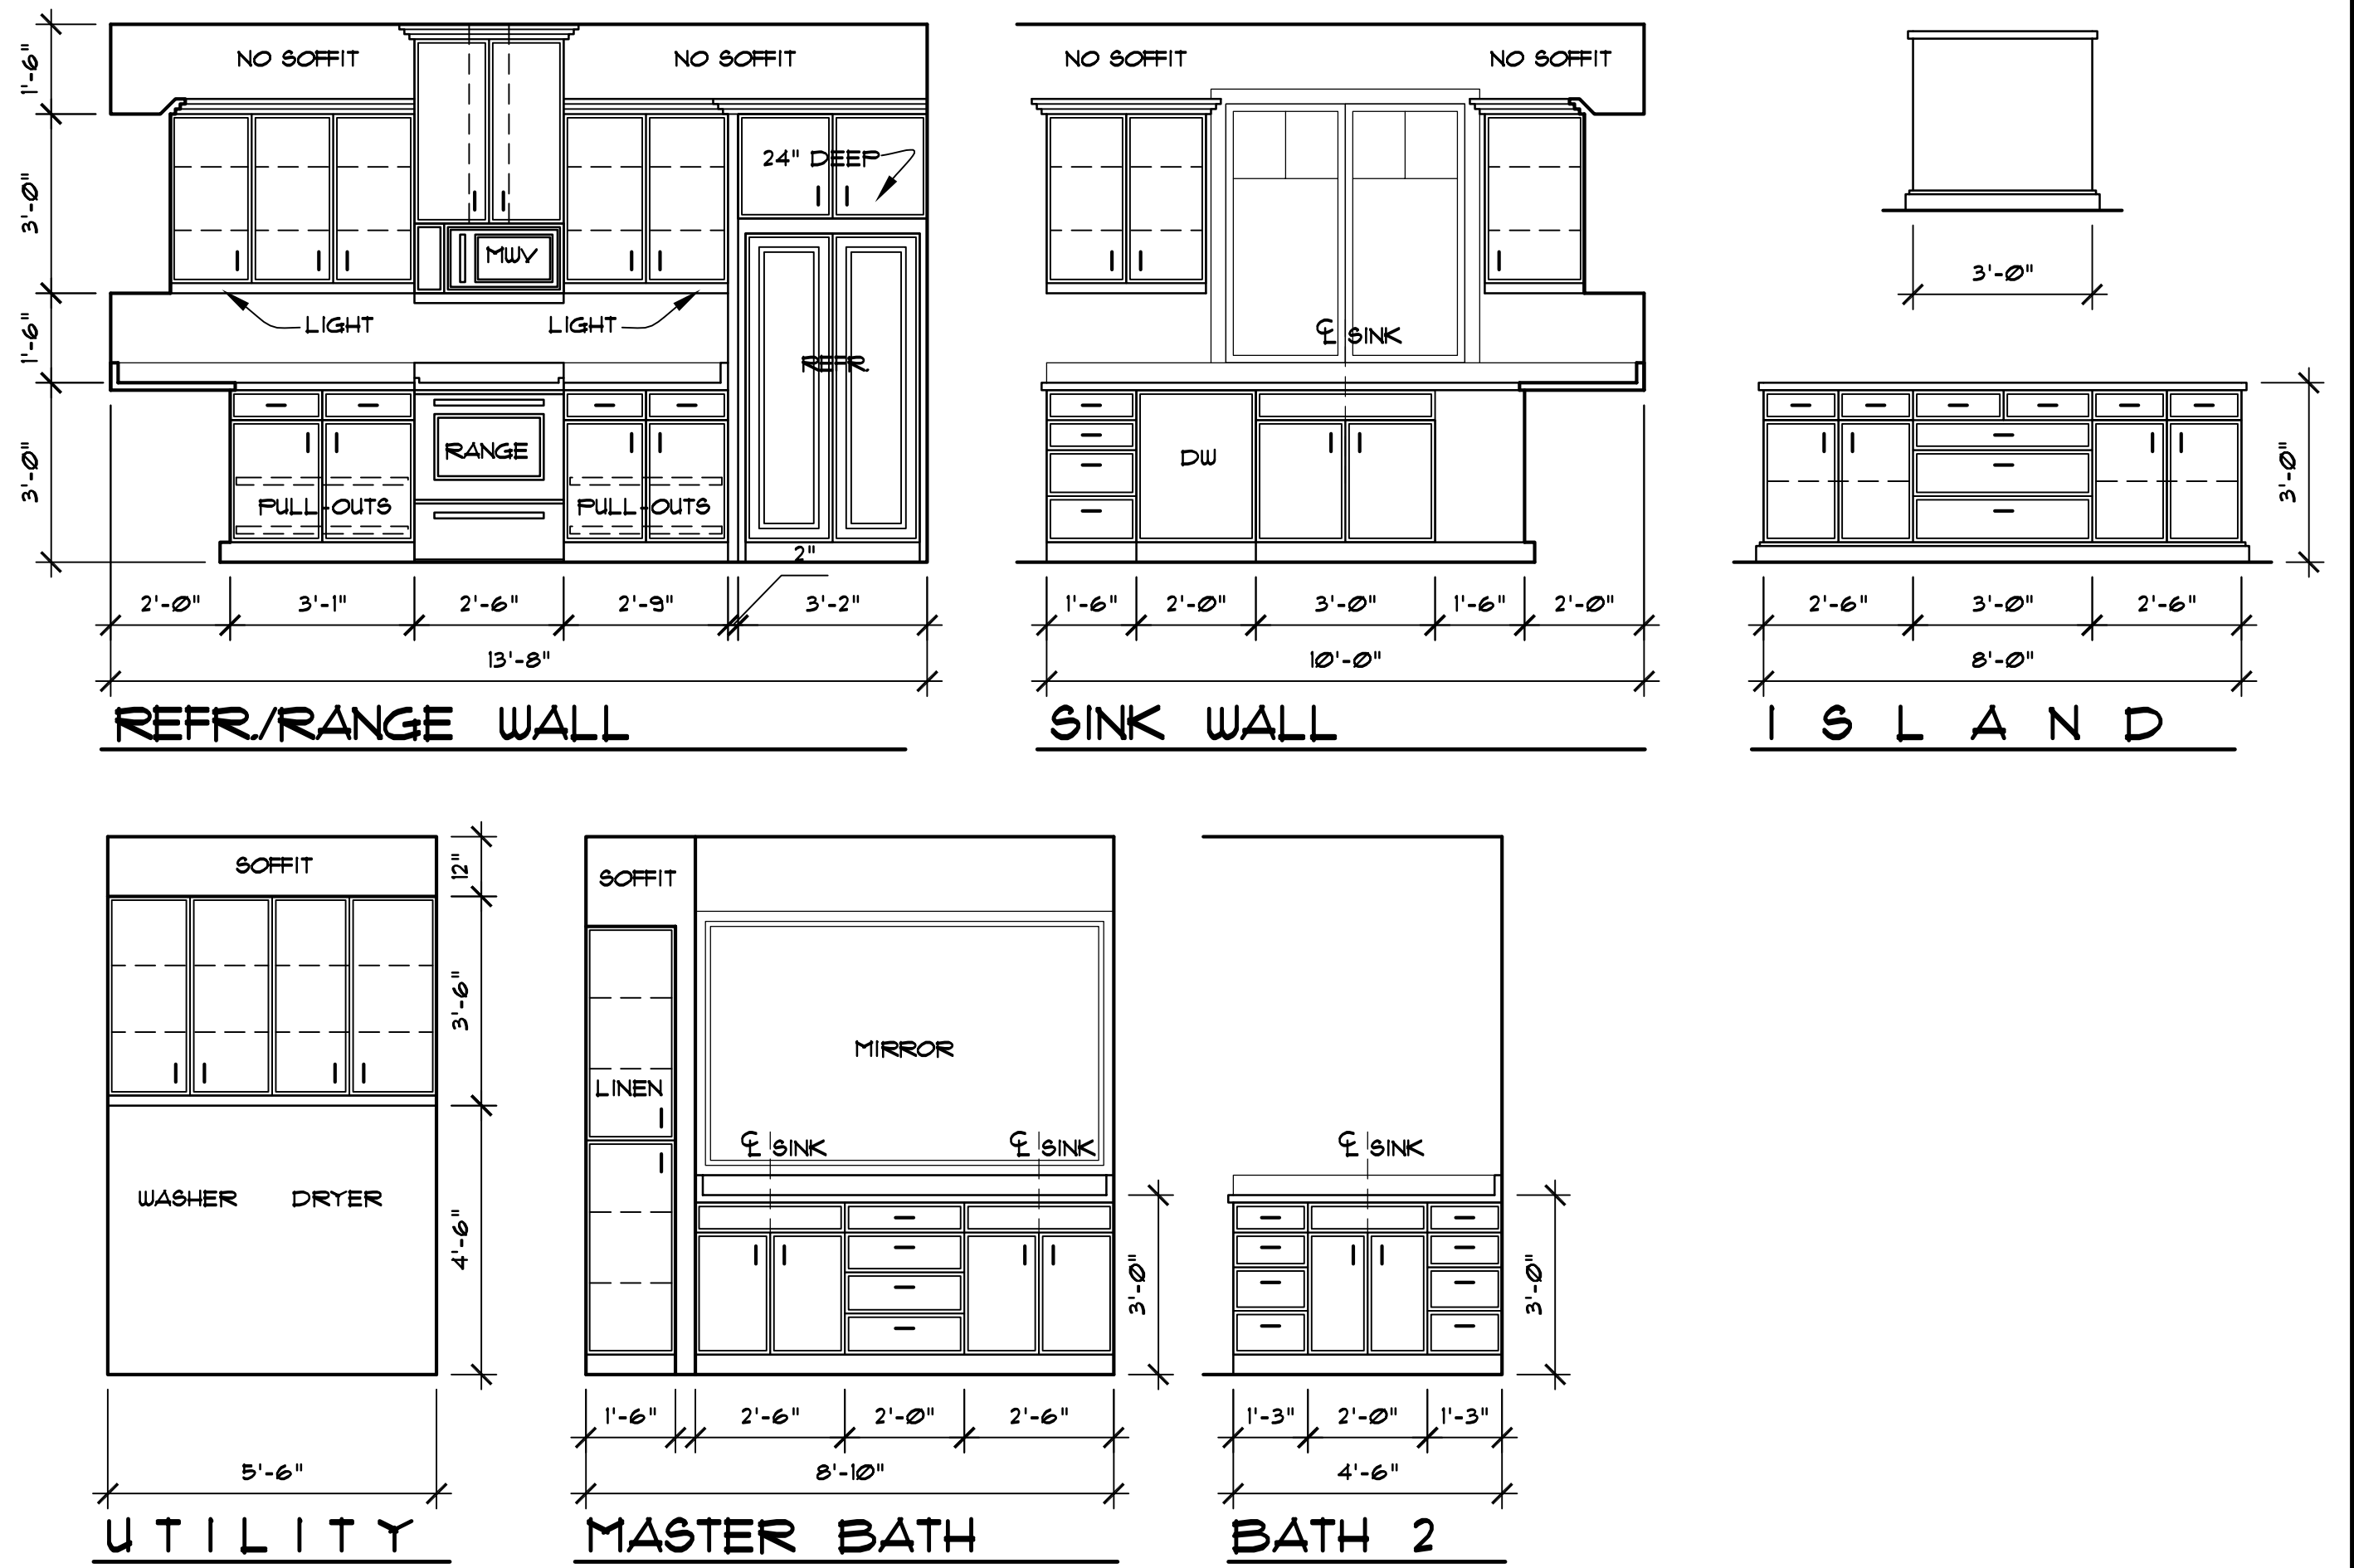 NO SOFFIT
NO SOFFIT
1'-6"
3'-0"
1'-6"
3'-0"
24" DEEP
MWV
LIGHT
LIGHT
REFR.
RANGE
PULL-OUTS
PULL-OUTS
2"
2'-0"
3'-1"
2'-6"
2'-9"
3'-2"
13'-8"
REFR./RANGE WALL
NO SOFFIT
NO SOFFIT
℄ SINK
DW
1'-6"
2'-0"
3'-0"
1'-6"
2'-0"
10'-0"
SINK WALL
3'-0"
3'-0"
2'-6"
3'-0"
2'-6"
8'-0"
ISLAND
SOFFIT
12"
3'-6"
4'-6"
WASHER
DRYER
5'-6"
UTILITY
SOFFIT
MIRROR
LINEN
℄ SINK
℄ SINK
3'-0"
1'-6"
2'-6"
2'-0"
2'-6"
8'-10"
MASTER BATH
℄ SINK
3'-0"
1'-3"
2'-0"
1'-3"
4'-6"
BATH 2